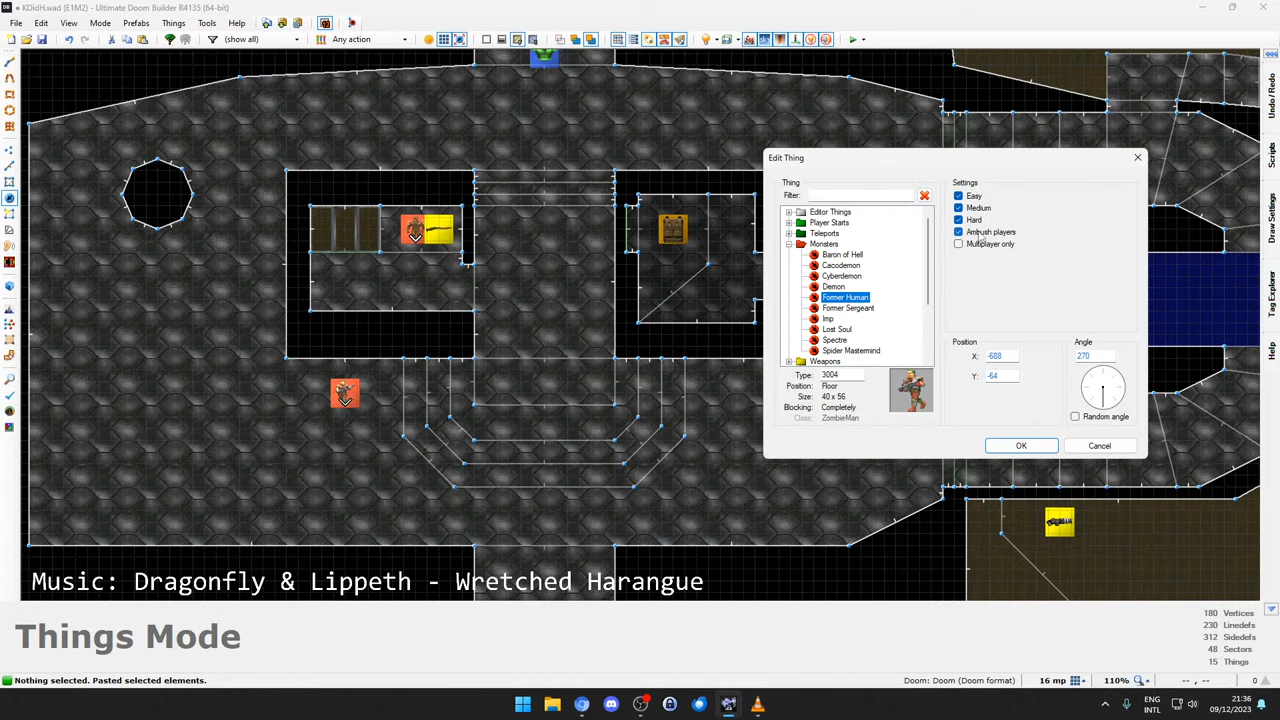 KDidH.wad (E1M2) - Ultimate Doom Builder R4135 (64-bit)
File Edit View Mode Prefabs Things Tools Window Help
(show all) Any action
Edit Thing
Thing
Filter:
Editor Things
Player Starts
Teleports
Monsters
Baron of Hell
Cacodemon
Cyberdemon
Demon
Former Human
Former Sergeant
Imp
Lost Soul
Spectre
Spider Mastermind
Weapons
Type: 3004
Position: Floor
Size: 40 x 56
Blocking: Completely
Class: ZombieMan
Settings
Easy
Medium
Hard
Ambush players
Multiplayer only
Position
X: -688
Y: -64
Angle
270
Random angle
OK Cancel
Undo / Redo
Scripts
Draw Settings
Tag Explorer
Help
Music: Dragonfly & Lippeth - Wretched Harangue
Things Mode
180 Vertices
230 Linedefs
312 Sidedefs
48 Sectors
15 Things
Nothing selected. Pasted selected elements.
Doom: Doom (Doom format) 16 mp 110% -- , -- 0
ENG
INTL
21:36
09/12/2023